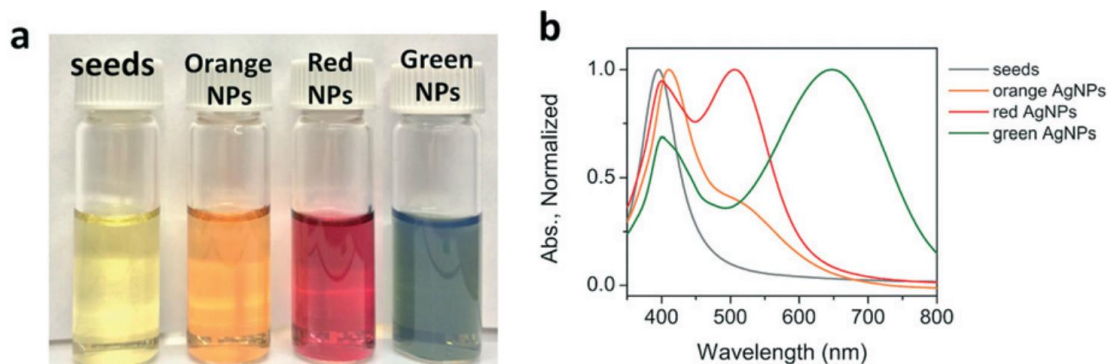 a
seeds
Orange
NPs
Red
NPs
Green
NPs
b
1.0
0.5
0.0
Abs., Normalized
400
500
600
700
800
Wavelength (nm)
seeds
orange AgNPs
red AgNPs
green AgNPs